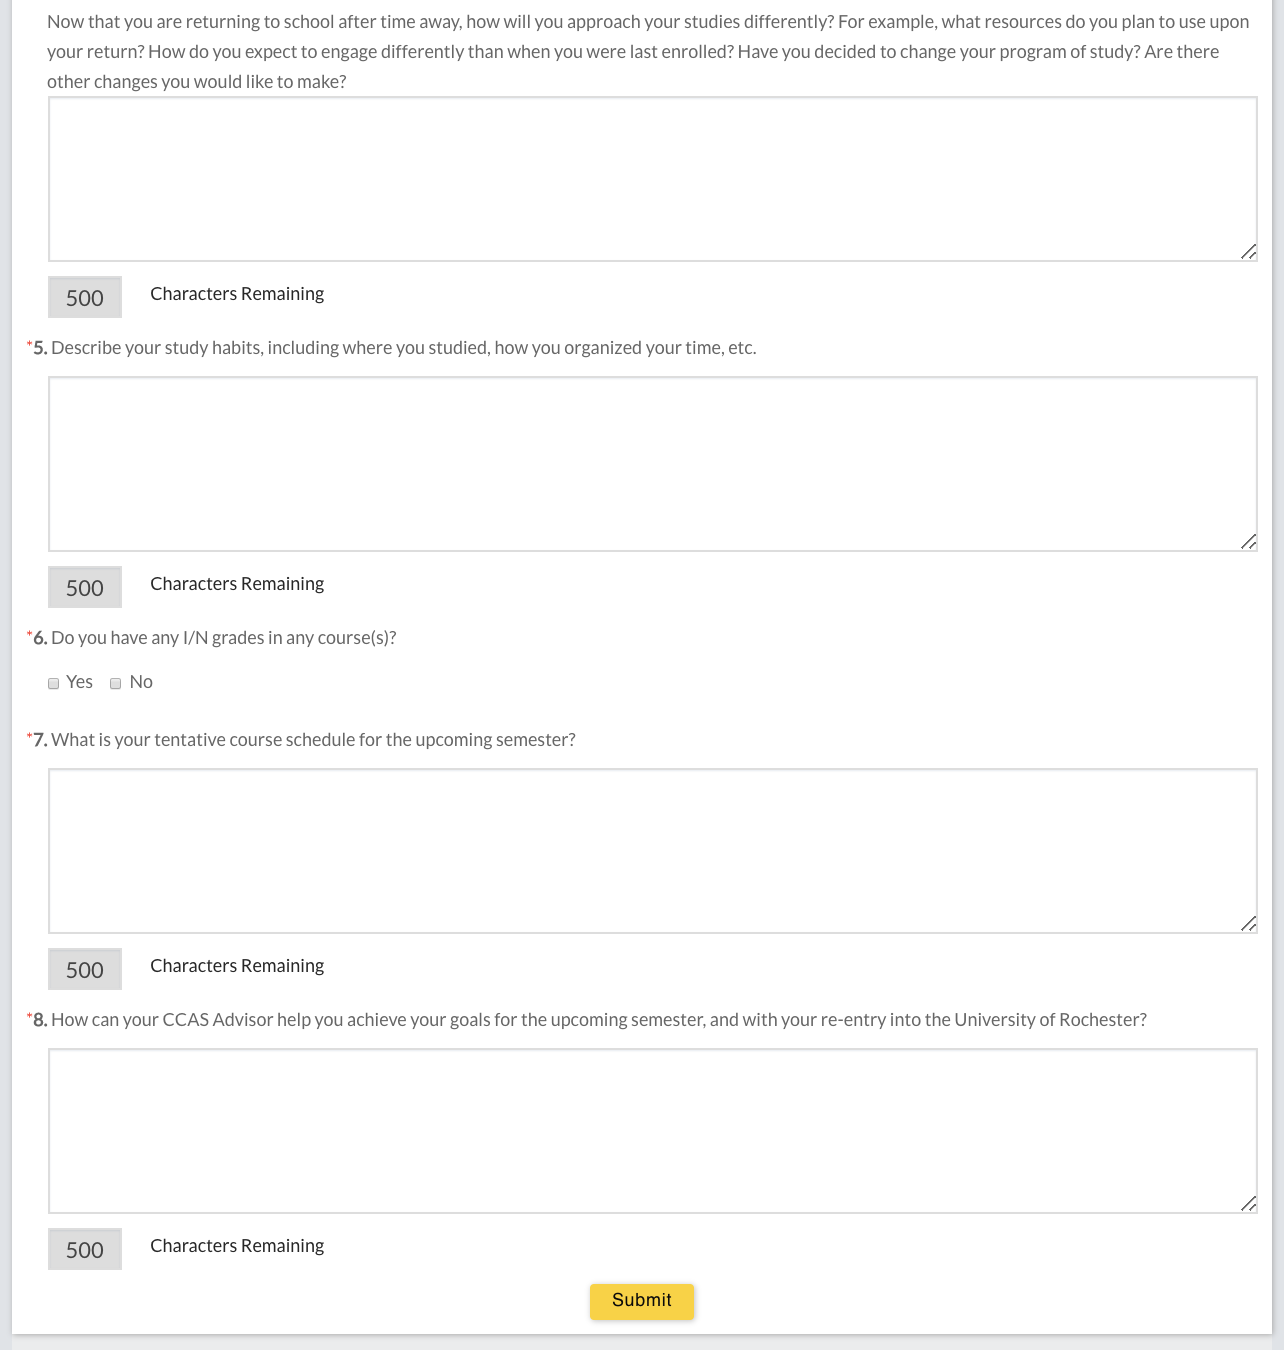 Now that you are returning to school after time away, how will you approach your studies differently? For example, what resources do you plan to use upon
your return? How do you expect to engage differently than when you were last enrolled? Have you decided to change your program of study? Are there
other changes you would like to make?
500 Characters Remaining
*5. Describe your study habits, including where you studied, how you organized your time, etc.
500 Characters Remaining
*6. Do you have any I/N grades in any course(s)?
Yes No
*7. What is your tentative course schedule for the upcoming semester?
500 Characters Remaining
*8. How can your CCAS Advisor help you achieve your goals for the upcoming semester, and with your re-entry into the University of Rochester?
500 Characters Remaining
Submit